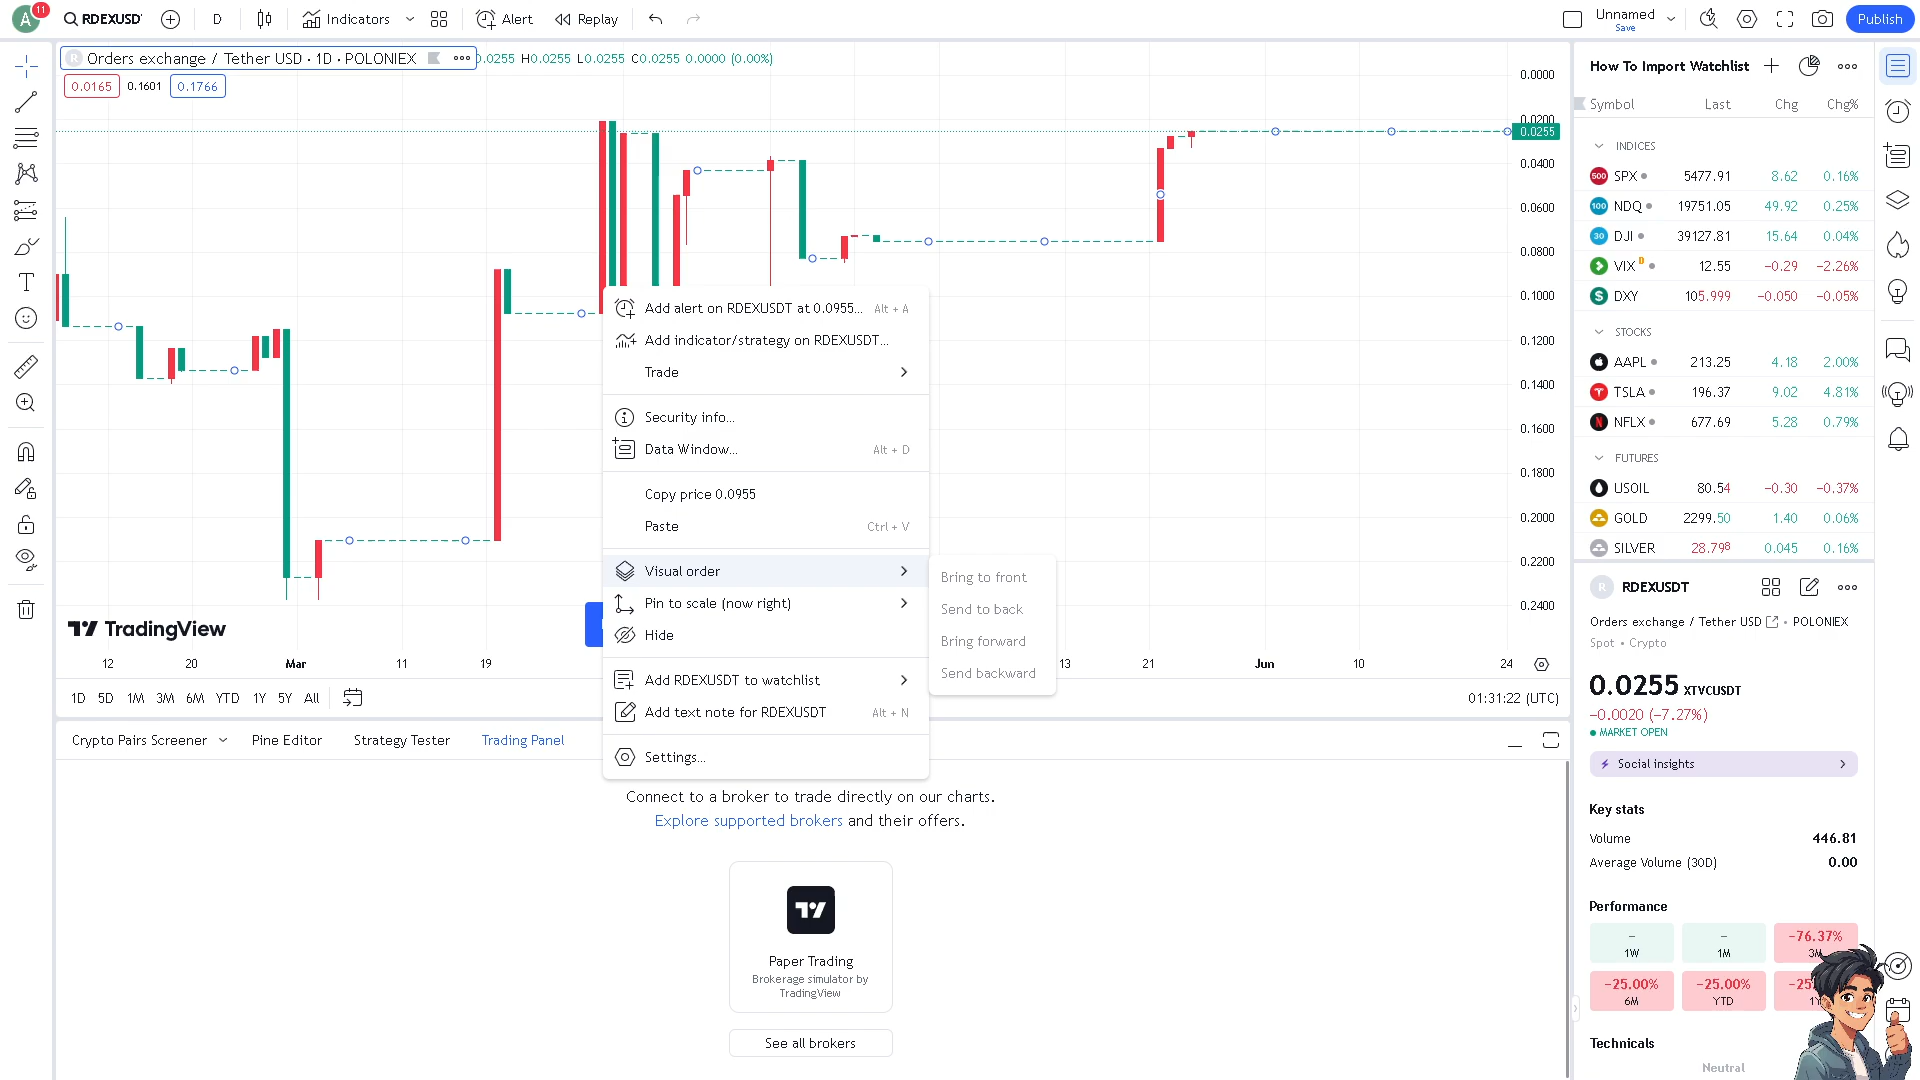 A 11 RDEXUSD' D Indicators Alert Replay Unnamed Save Publish
R Orders exchange / Tether USD · 1D · POLONIEX 0.0255 H0.0255 L0.0255 C0.0255 0.0000 (0.00%)
0.0165 0.1601 0.1766
0.0000
0.0200
0.0255
0.0400
0.0600
0.0800
0.1000
0.1200
0.1400
0.1600
0.1800
0.2000
0.2200
0.2400
Add alert on RDEXUSDT at 0.0955... Alt + A
Add indicator/strategy on RDEXUSDT...
Trade
Security info...
Data Window... Alt + D
Copy price 0.0955
Paste Ctrl + V
Visual order
Pin to scale (now right)
Hide
Add RDEXUSDT to watchlist
Add text note for RDEXUSDT Alt + N
Settings...
Bring to front
Send to back
Bring forward
Send backward
TradingView
12 20 Mar 11 19 13 21 Jun 10 24
1D 5D 1M 3M 6M YTD 1Y 5Y All 01:31:22 (UTC)
Crypto Pairs Screener Pine Editor Strategy Tester Trading Panel
Connect to a broker to trade directly on our charts.
Explore supported brokers and their offers.
Paper Trading
Brokerage simulator by
TradingView
See all brokers
How To Import Watchlist
Symbol Last Chg Chg%
INDICES
500 SPX 5477.91 8.62 0.16%
100 NDQ 19751.05 49.92 0.25%
30 DJI 39127.81 15.64 0.04%
VIX D 12.55 −0.29 −2.26%
$ DXY 105.999 −0.050 −0.05%
STOCKS
AAPL 213.25 4.18 2.00%
TSLA 196.37 9.02 4.81%
N NFLX 677.69 5.28 0.79%
FUTURES
USOIL 80.54 −0.30 −0.37%
GOLD 2299.50 1.40 0.06%
SILVER 28.798 0.045 0.16%
R RDEXUSDT
Orders exchange / Tether USD • POLONIEX
Spot • Crypto
0.0255 XTVCUSDT
−0.0020 (−7.27%)
MARKET OPEN
Social insights
Key stats
Volume 446.81
Average Volume (30D) 0.00
Performance
– – −76.37%
1W 1M 3M
−25.00% −25.00% −25
6M YTD 1Y
Technicals
Neutral